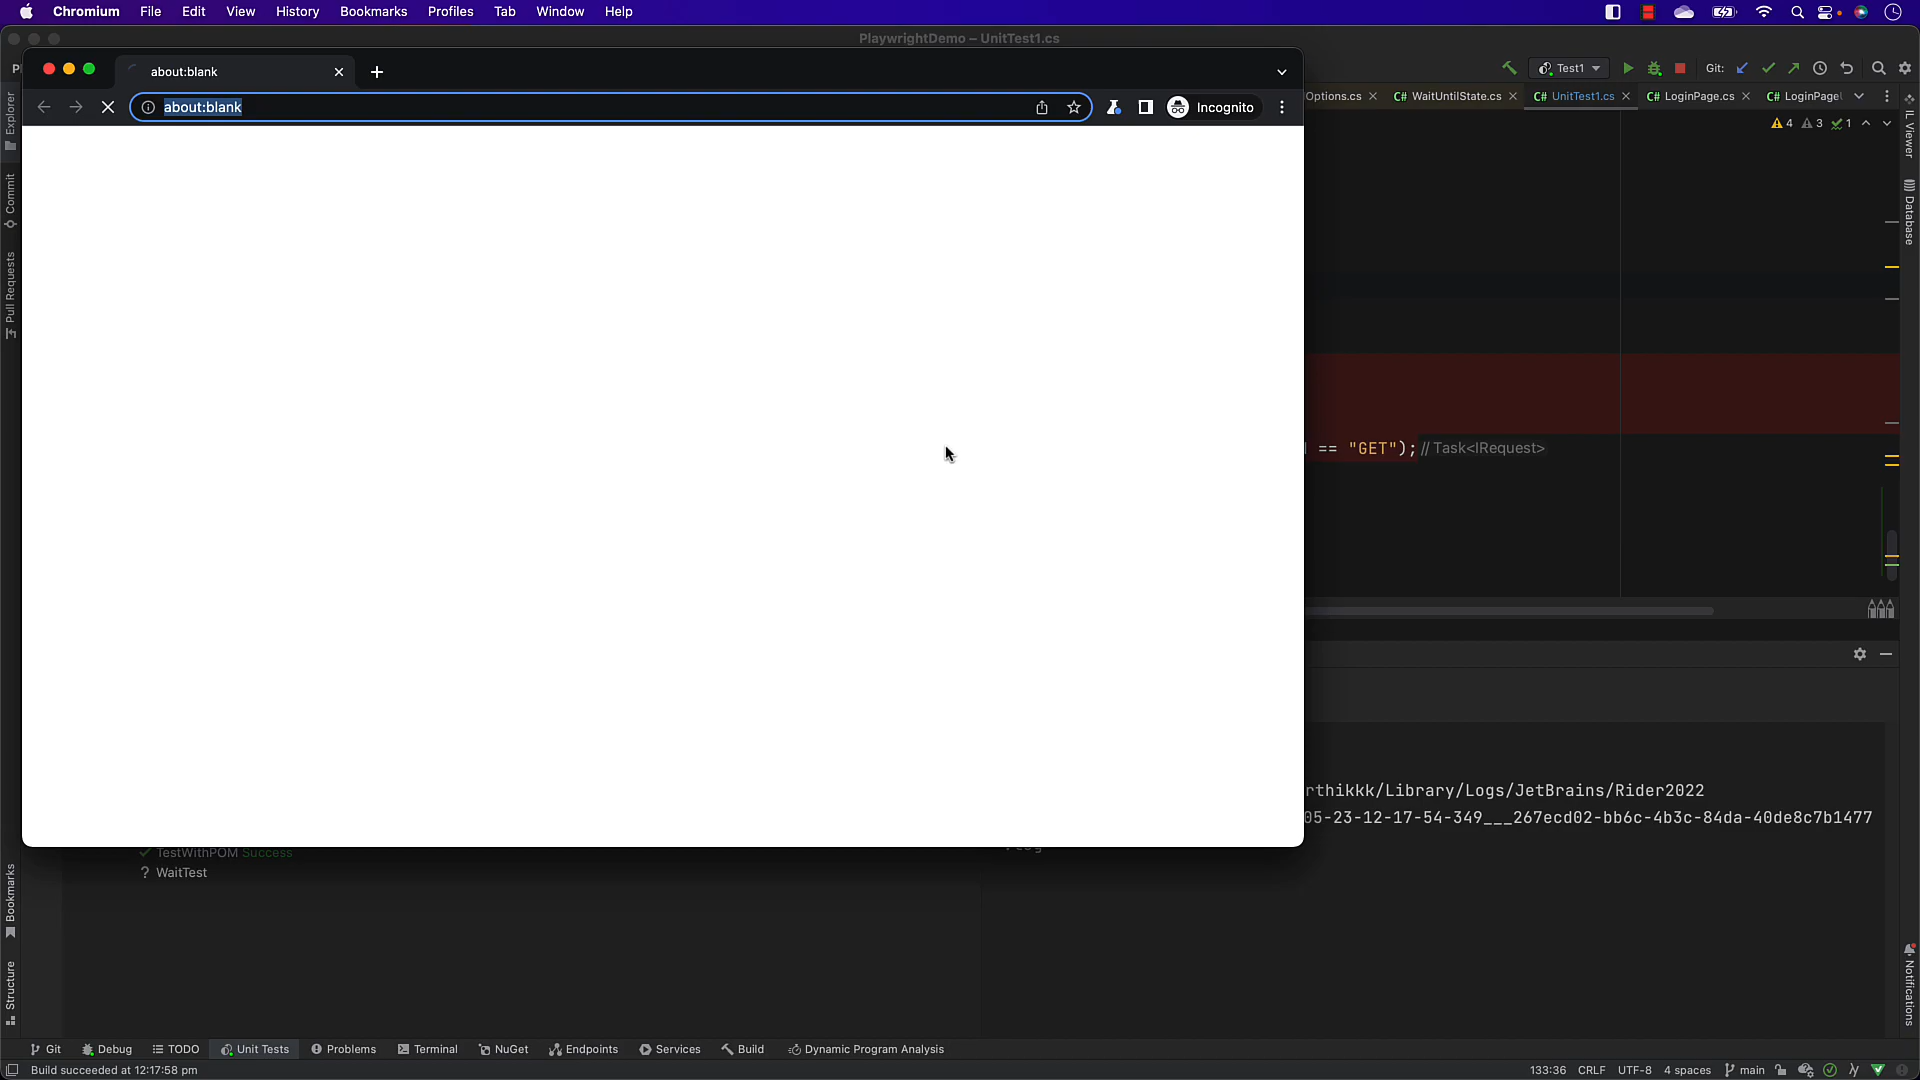 Chromium File Edit View History Bookmarks Profiles Tab Window Help
PlaywrightDemo – UnitTest1.cs
about:blank
Test1 Git:
about:blank Incognito
Options.cs WaitUntilState.cs UnitTest1.cs LoginPage.cs LoginPage
4 3 1
Explorer
Commit
Pull Requests
Bookmarks
Structure
IL Viewer
Database
Notifications
== "GET"); // Task<IRequest>
rthikkk/Library/Logs/JetBrains/Rider2022
05-23-12-17-54-349___267ecd02-bb6c-4b3c-84da-40de8c7b1477
TestWithPOM Success
? WaitTest
Git Debug TODO Unit Tests Problems Terminal NuGet Endpoints Services Build Dynamic Program Analysis
Build succeeded at 12:17:58 pm 133:36 CRLF UTF-8 4 spaces main